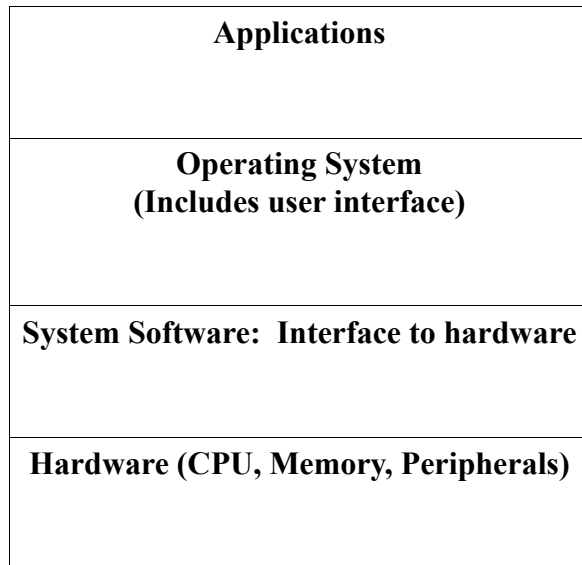 Applications
Operating System
(Includes user interface)
System Software:  Interface to hardware
Hardware (CPU, Memory, Peripherals)